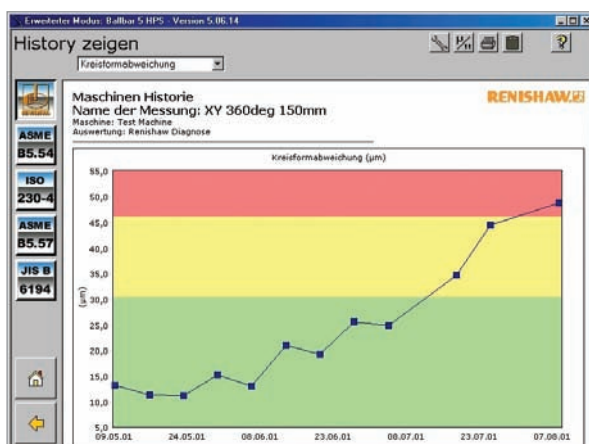 Erweiterter Modus: Ballbar 5 HPS - Version 5.06.14
History zeigen
Kreisformabweichung
Maschinen Historie
Name der Messung: XY 360deg 150mm
Maschine: Test Machine
Auswertung: Renishaw Diagnose
RENISHAW
ASME
B5.54
ISO
230-4
ASME
B5.57
JIS B
6194
Kreisformabweichung (µm)
55,0
50,0
45,0
40,0
35,0
30,0
25,0
20,0
15,0
10,0
5,0
(µm)
09.05.01 24.05.01 08.06.01 23.06.01 08.07.01 23.07.01 07.08.01